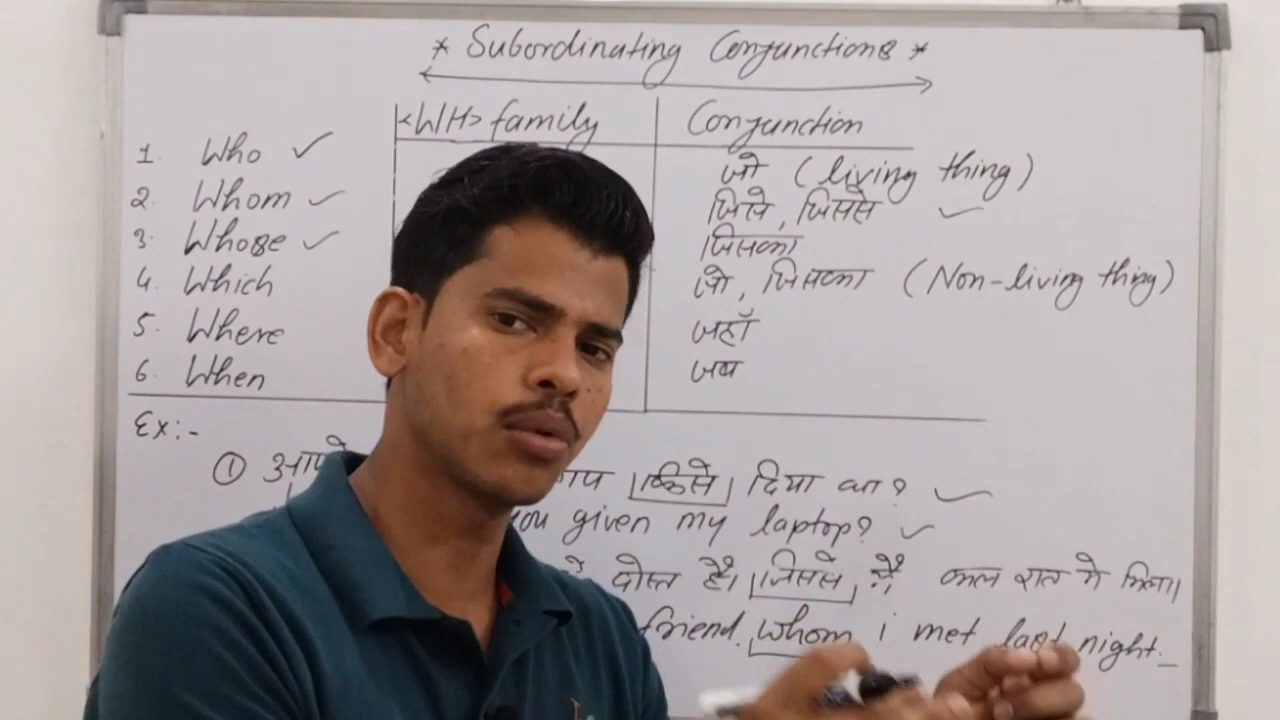 * Subordinating Conjunctions *
<WH> family Conjunction
1. Who ✓ जो (living thing)
2. Whom ✓ जिसे, जिससे ✓
3. Whose ✓ जिसका
4. Which जो, जिसका (Non-living thing)
5. Where जहाँ
6. When जब
Ex:-
① आपने किसे दिया था? ✓
you given my laptop? ✓
दोस्त है। जिससे मैं कल रात में मिला।
friend. whom i met last night.